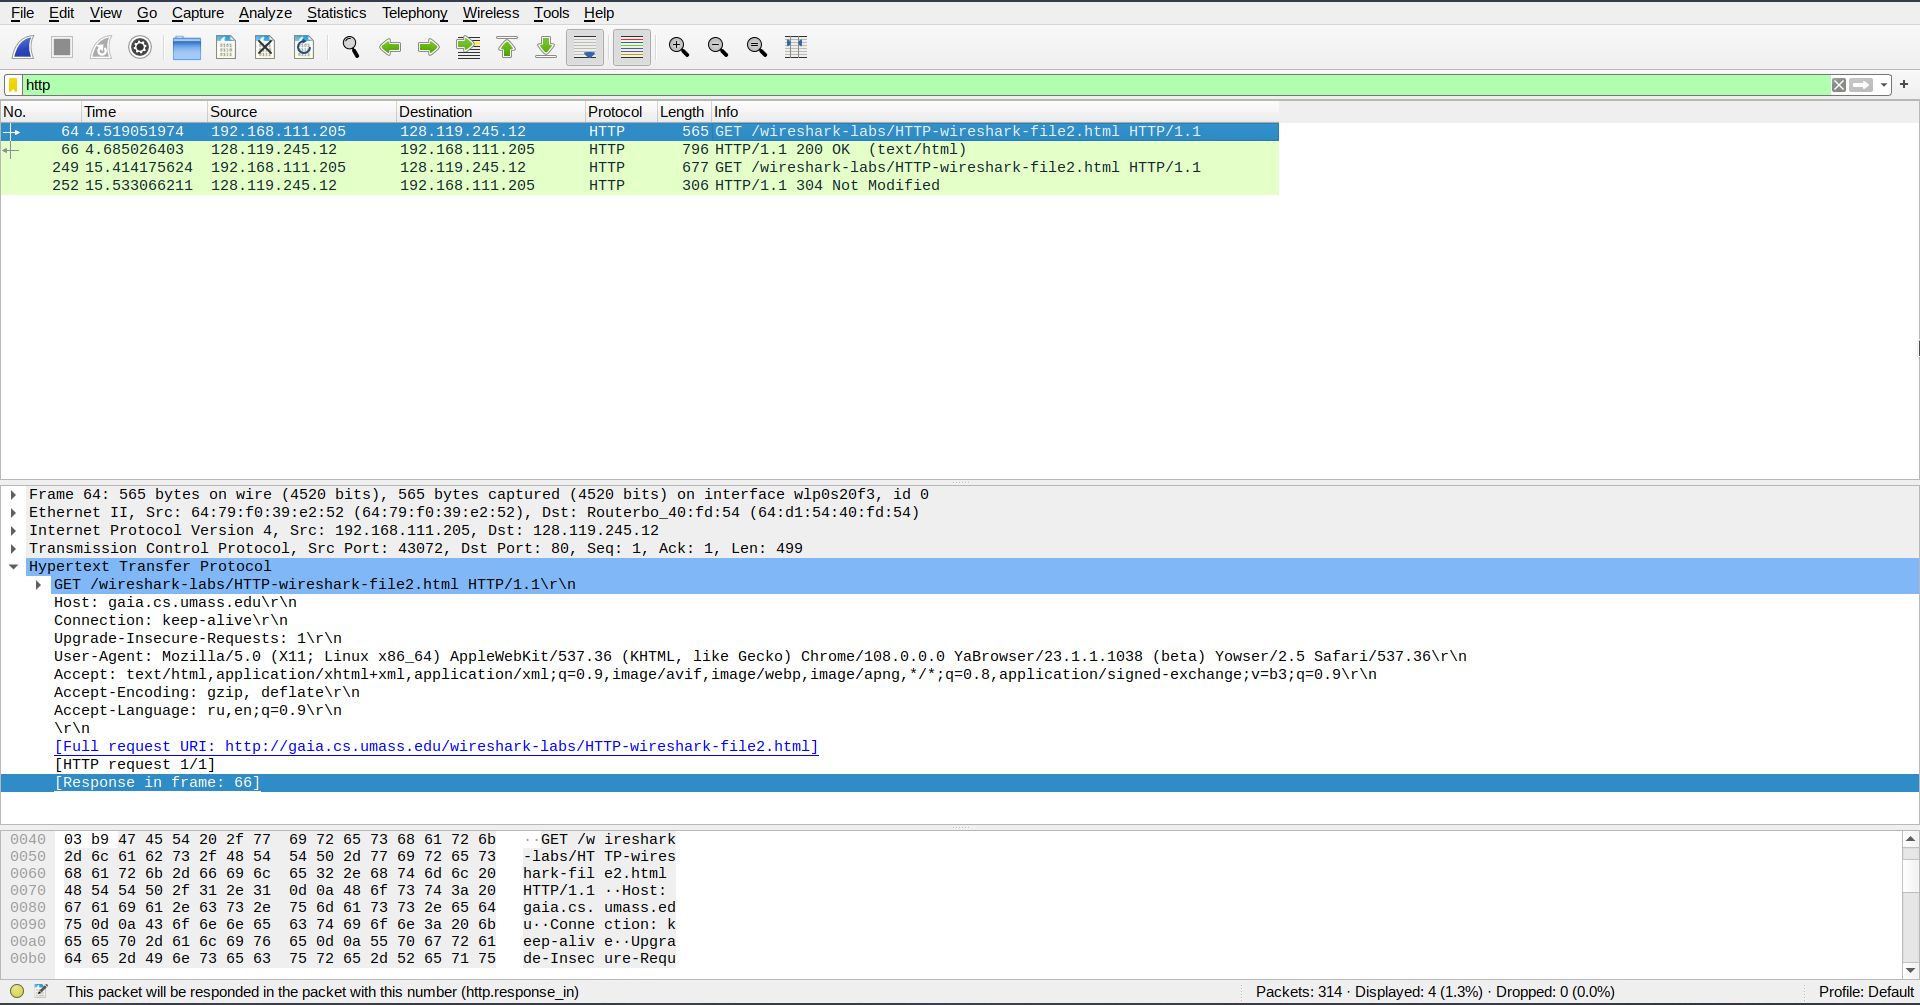 File Edit View Go Capture Analyze Statistics Telephony Wireless Tools Help
http
No. Time Source Destination Protocol Length Info
64 4.519051974 192.168.111.205 128.119.245.12 HTTP 565 GET /wireshark-labs/HTTP-wireshark-file2.html HTTP/1.1
66 4.685026403 128.119.245.12 192.168.111.205 HTTP 796 HTTP/1.1 200 OK  (text/html)
249 15.414175624 192.168.111.205 128.119.245.12 HTTP 677 GET /wireshark-labs/HTTP-wireshark-file2.html HTTP/1.1
252 15.533066211 128.119.245.12 192.168.111.205 HTTP 306 HTTP/1.1 304 Not Modified
Frame 64: 565 bytes on wire (4520 bits), 565 bytes captured (4520 bits) on interface wlp0s20f3, id 0
Ethernet II, Src: 64:79:f0:39:e2:52 (64:79:f0:39:e2:52), Dst: Routerbo_40:fd:54 (64:d1:54:40:fd:54)
Internet Protocol Version 4, Src: 192.168.111.205, Dst: 128.119.245.12
Transmission Control Protocol, Src Port: 43072, Dst Port: 80, Seq: 1, Ack: 1, Len: 499
Hypertext Transfer Protocol
GET /wireshark-labs/HTTP-wireshark-file2.html HTTP/1.1\r\n
Host: gaia.cs.umass.edu\r\n
Connection: keep-alive\r\n
Upgrade-Insecure-Requests: 1\r\n
User-Agent: Mozilla/5.0 (X11; Linux x86_64) AppleWebKit/537.36 (KHTML, like Gecko) Chrome/108.0.0.0 YaBrowser/23.1.1.1038 (beta) Yowser/2.5 Safari/537.36\r\n
Accept: text/html,application/xhtml+xml,application/xml;q=0.9,image/avif,image/webp,image/apng,*/*;q=0.8,application/signed-exchange;v=b3;q=0.9\r\n
Accept-Encoding: gzip, deflate\r\n
Accept-Language: ru,en;q=0.9\r\n
\r\n
[Full request URI: http://gaia.cs.umass.edu/wireshark-labs/HTTP-wireshark-file2.html]
[HTTP request 1/1]
[Response in frame: 66]
0040 03 b9 47 45 54 20 2f 77 69 72 65 73 68 61 72 6b ··GET /w ireshark
0050 2d 6c 61 62 73 2f 48 54 54 50 2d 77 69 72 65 73 -labs/HT TP-wires
0060 68 61 72 6b 2d 66 69 6c 65 32 2e 68 74 6d 6c 20 hark-fil e2.html
0070 48 54 54 50 2f 31 2e 31 0d 0a 48 6f 73 74 3a 20 HTTP/1.1 ··Host:
0080 67 61 69 61 2e 63 73 2e 75 6d 61 73 73 2e 65 64 gaia.cs. umass.ed
0090 75 0d 0a 43 6f 6e 6e 65 63 74 69 6f 6e 3a 20 6b u··Conne ction: k
00a0 65 65 70 2d 61 6c 69 76 65 0d 0a 55 70 67 72 61 eep-aliv e··Upgra
00b0 64 65 2d 49 6e 73 65 63 75 72 65 2d 52 65 71 75 de-Insec ure-Requ
This packet will be responded in the packet with this number (http.response_in) Packets: 314 · Displayed: 4 (1.3%) · Dropped: 0 (0.0%) Profile: Default